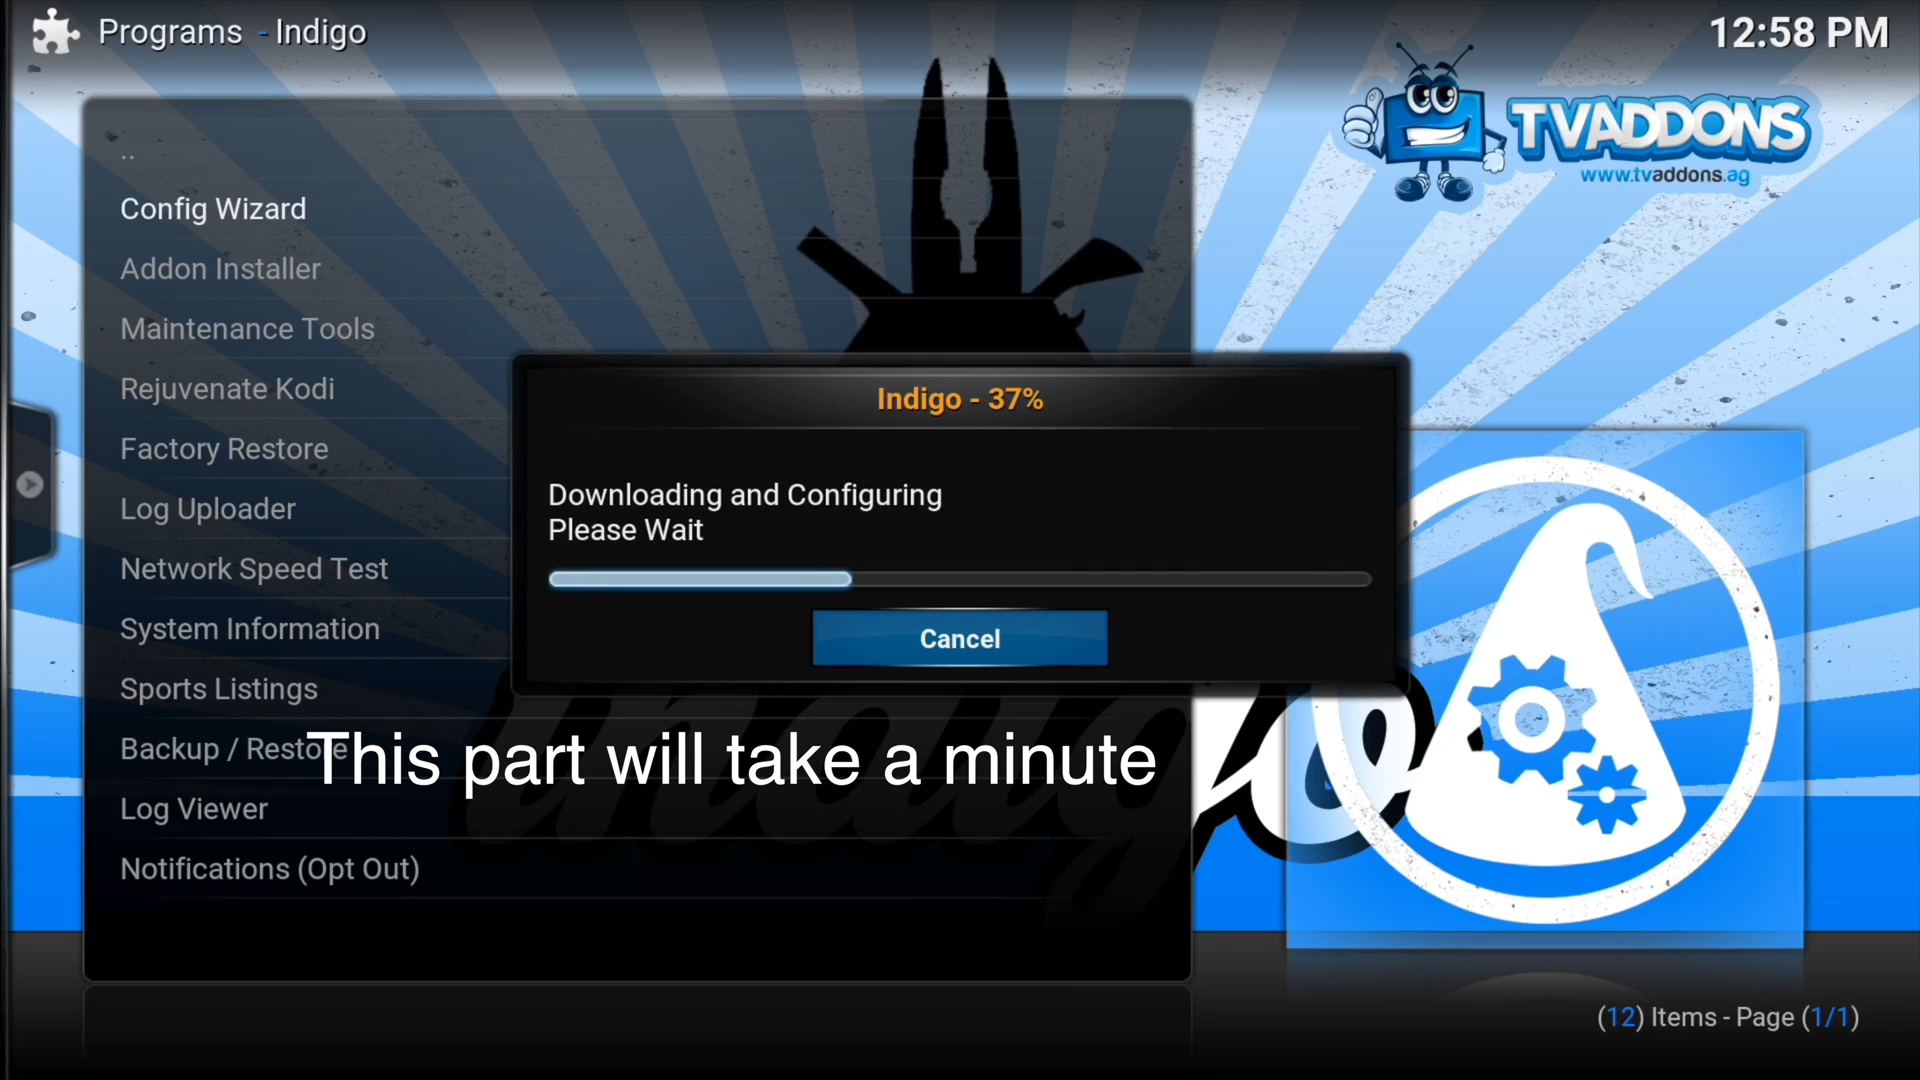 Programs - Indigo
12:58 PM
TVADDONS
www.tvaddons.ag
..
Config Wizard
Addon Installer
Maintenance Tools
Rejuvenate Kodi
Factory Restore
Log Uploader
Network Speed Test
System Information
Sports Listings
Backup / Restore
Log Viewer
Notifications (Opt Out)
Indigo - 37%
Downloading and Configuring
Please Wait
Cancel
This part will take a minute
indigo
(12) Items - Page (1/1)